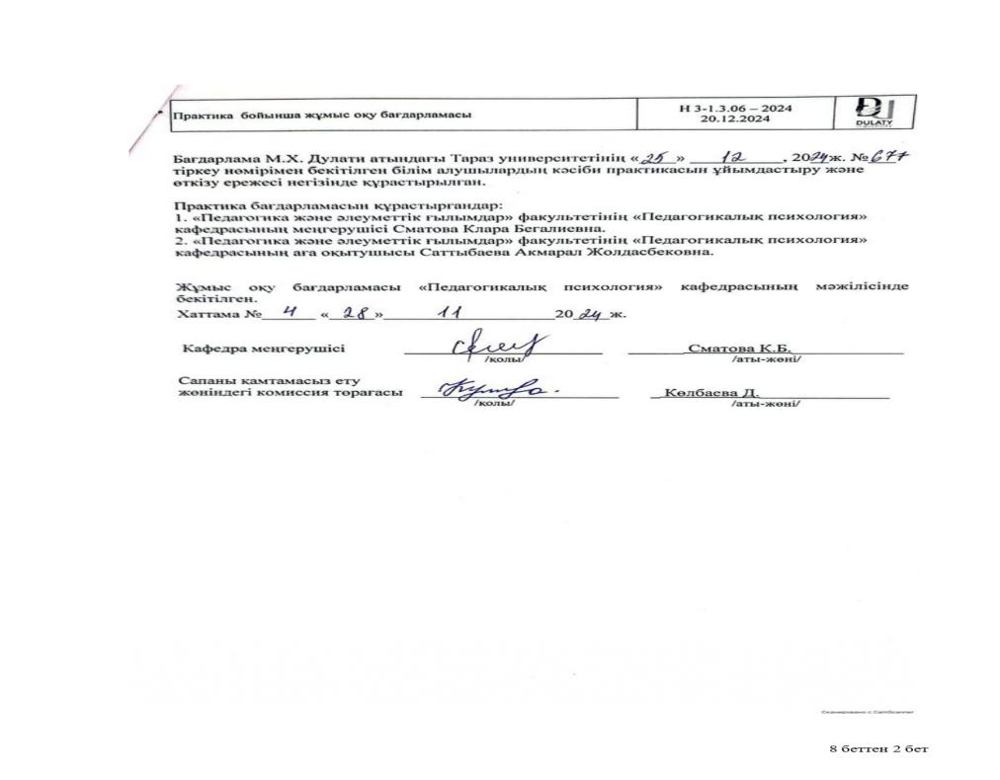 Практика бойынша жұмыс оқу бағдарламасы
Н 3-1.3.06 – 2024
20.12.2024
DULATY
Бағдарлама М.Х. Дулати атындағы Тараз университетінің « 25 » 12 , 2024ж. №677
тіркеу нөмірімен бекітілген білім алушылардың кәсіби практикасын ұйымдастыру және
өткізу ережесі негізінде құрастырылған.
Практика бағдарламасын құрастырғандар:
1. «Педагогика және әлеуметтік ғылымдар» факультетінің «Педагогикалық психология»
кафедрасының меңгерушісі Сматова Клара Бегалиевна.
2. «Педагогика және әлеуметтік ғылымдар» факультетінің «Педагогикалық психология»
кафедрасының аға оқытушысы Саттыбаева Акмарал Жолдасбековна.
Жұмыс оқу бағдарламасы «Педагогикалық психология» кафедрасының мәжілісінде
бекітілген.
Хаттама № 4 « 28 » 11 20 24 ж.
Кафедра меңгерушісі Сматова К.Б.
/қолы/ /аты-жөні/
Сапаны камтамасыз ету
жөніндегі комиссия төрағасы Көлбаева Д.
/қолы/ /аты-жөні/
Сканировано с CamScanner
8 беттен 2 бет